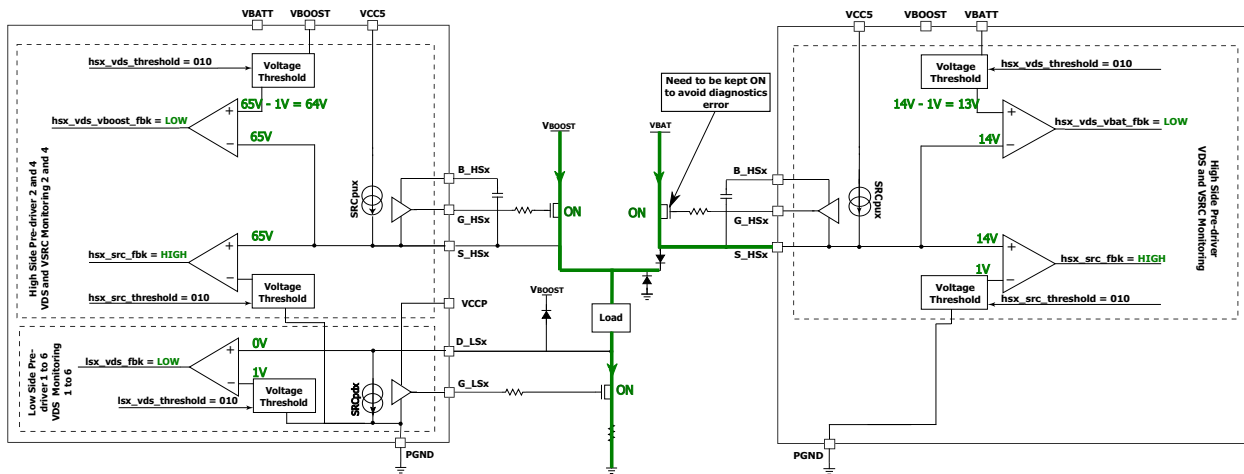 VBATT
VBOOST
VCC5
VCC5
VBOOST
VBATT
hsx_vds_threshold = 010
Voltage
Threshold
65V - 1V = 64V
hsx_vds_vboost_fbk = LOW
65V
High Side Pre-driver 2 and 4
VDS and VSRC Monitoring 2 and 4
SRCpux
65V
hsx_src_fbk = HIGH
hsx_src_threshold = 010
Voltage
Threshold
B_HSx
G_HSx
S_HSx
VCCP
D_LSx
G_LSx
Low Side Pre-
driver 1 to 6
VDS Monitoring
1 to 6
lsx_vds_fbk = LOW
0V
1V
lsx_vds_threshold = 010
Voltage
Threshold
SRCpdx
PGND
VBOOST
ON
VBAT
ON
Need to be kept ON
to avoid diagnostics
error
VBOOST
Load
ON
B_HSx
G_HSx
S_HSx
SRCpux
Voltage
Threshold
hsx_vds_threshold = 010
14V - 1V = 13V
14V
hsx_vds_vbat_fbk = LOW
High Side Pre-driver
VDS and VSRC Monitoring
14V
1V
hsx_src_fbk = HIGH
Voltage
Threshold
hsx_src_threshold = 010
PGND